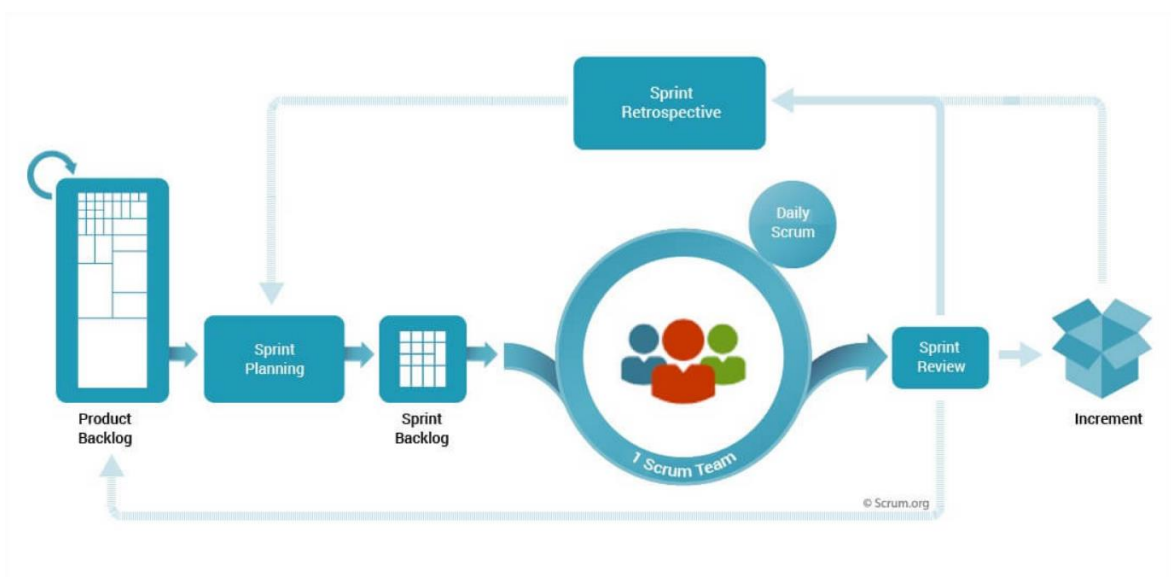 Sprint
Retrospective
Daily
Scrum
Sprint
Planning
Sprint
Review
Product
Backlog
Sprint
Backlog
1 Scrum Team
Increment
© Scrum.org